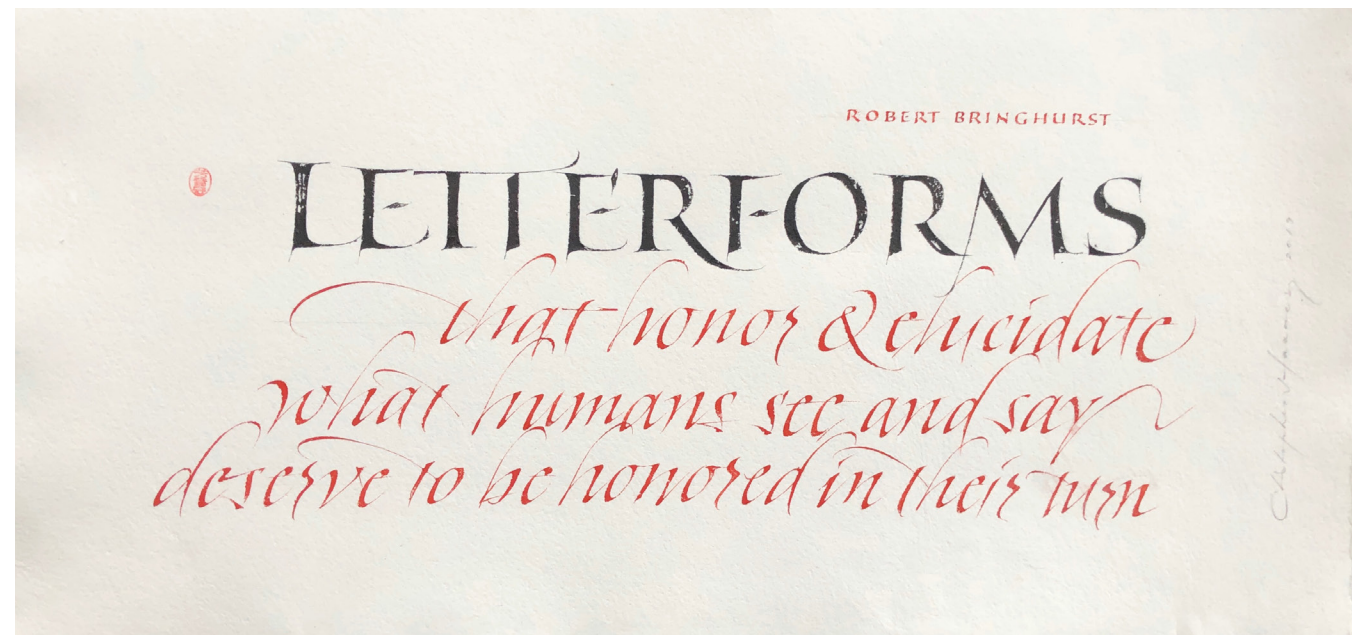 ROBERT BRINGHURST
LETTERFORMS
that honor & elucidate
what humans see and say
deserve to be honored in their turn